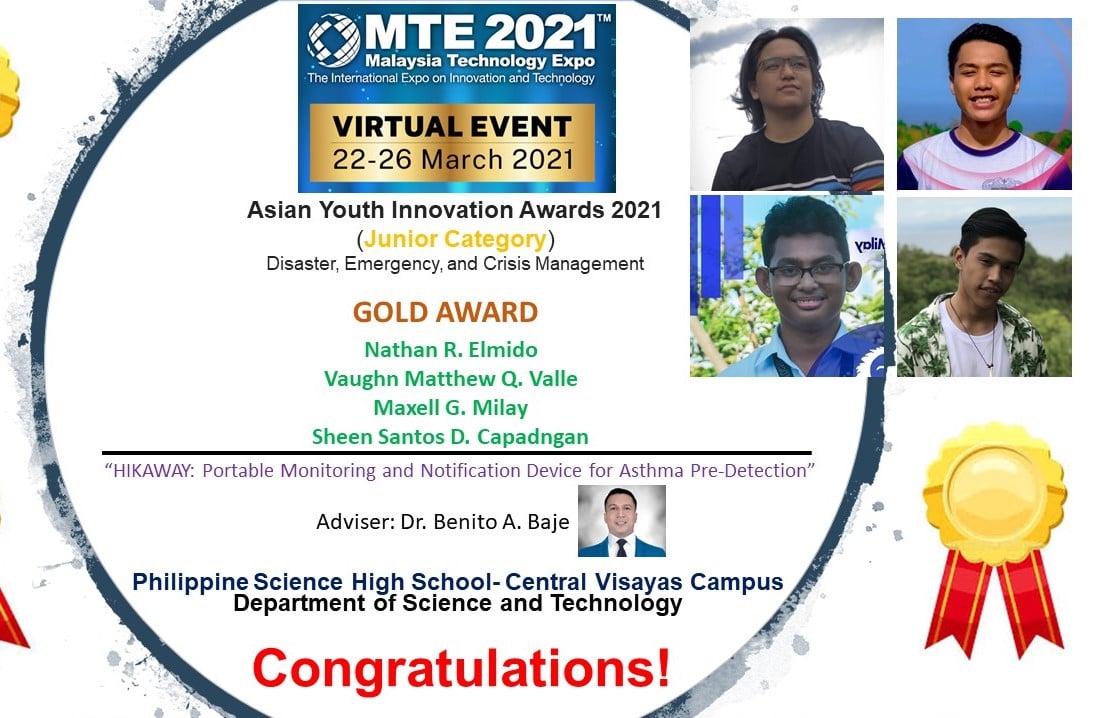 MTE 2021™
Malaysia Technology Expo
The International Expo on Innovation and Technology
VIRTUAL EVENT
22-26 March 2021
Asian Youth Innovation Awards 2021
(Junior Category)
Disaster, Emergency, and Crisis Management
GOLD AWARD
Nathan R. Elmido
Vaughn Matthew Q. Valle
Maxell G. Milay
Sheen Santos D. Capadngan
“HIKAWAY: Portable Monitoring and Notification Device for Asthma Pre-Detection”
Adviser: Dr. Benito A. Baje
Philippine Science High School- Central Visayas Campus
Department of Science and Technology
Congratulations!
Milay